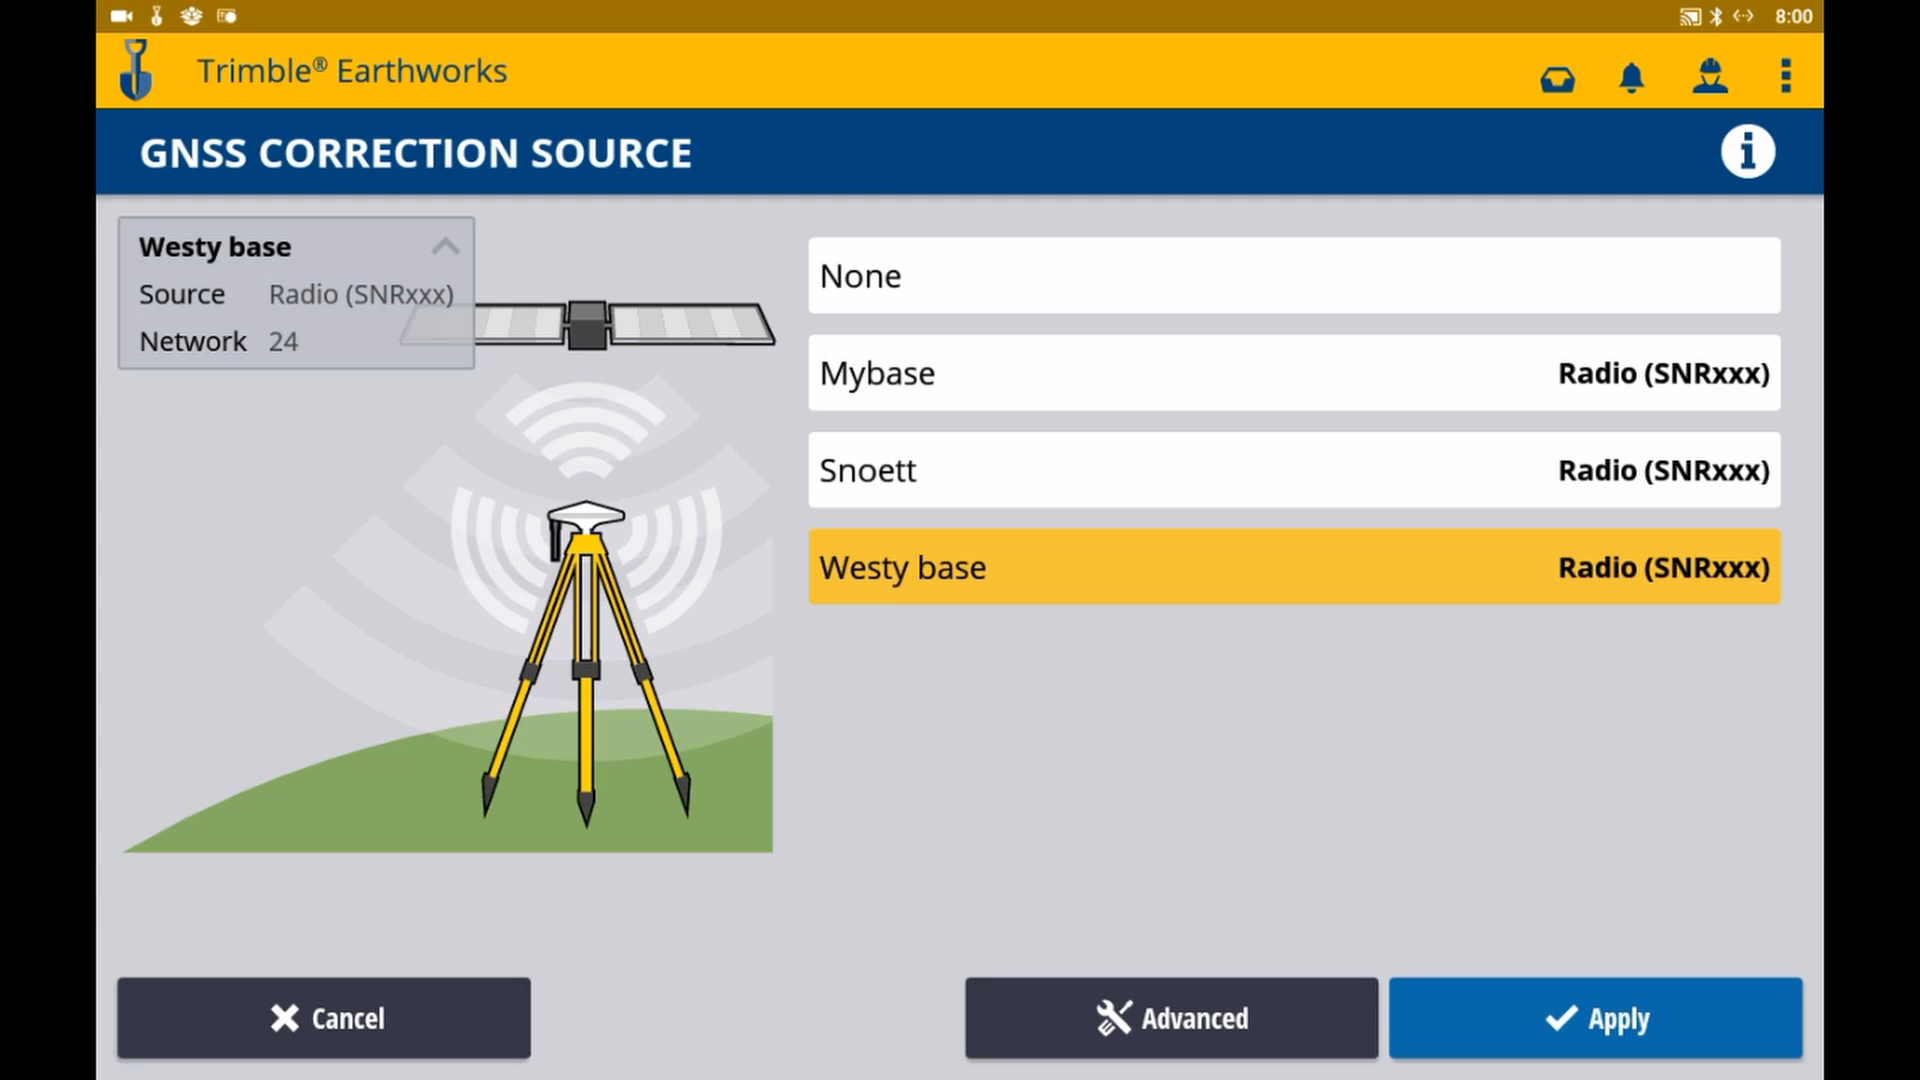 8:00
Trimble® Earthworks
GNSS CORRECTION SOURCE
Westy base
Source Radio (SNRxxx)
Network 24
None
Mybase Radio (SNRxxx)
Snoett Radio (SNRxxx)
Westy base Radio (SNRxxx)
Cancel
Advanced
Apply